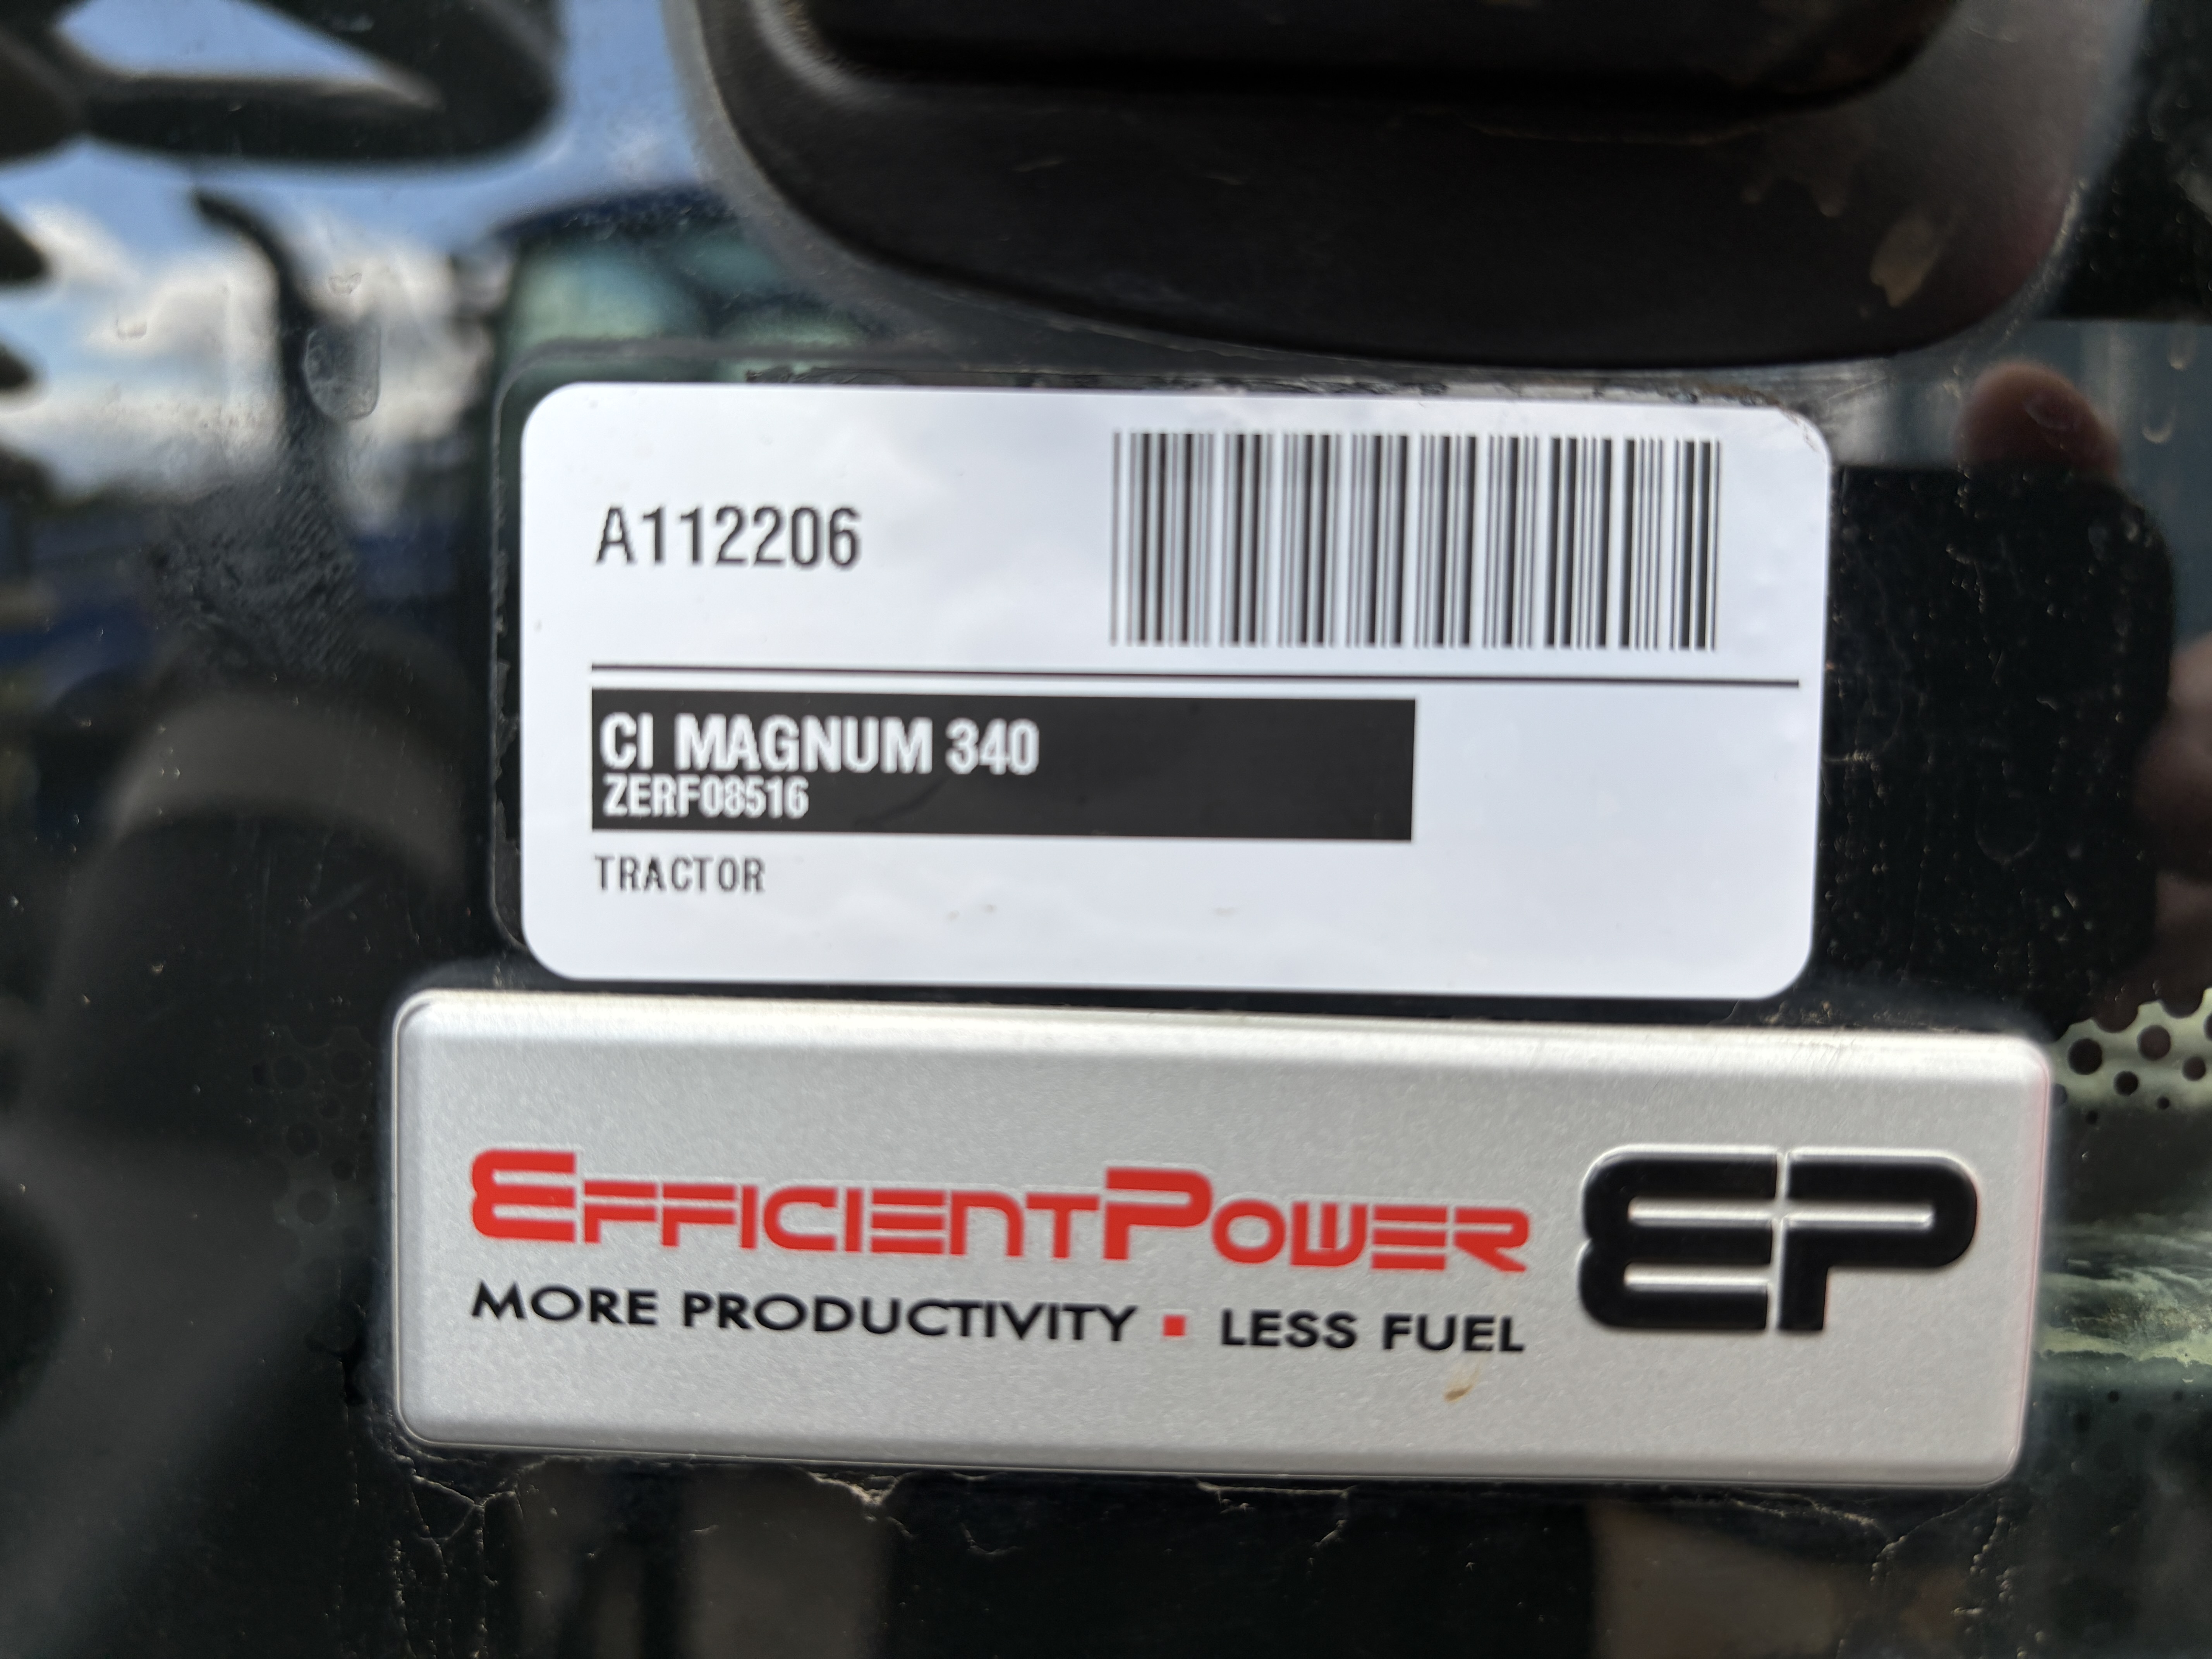 A112206
CI MAGNUM 340
ZERF08516
TRACTOR
EFFICIENTPOWER
MORE PRODUCTIVITY ▪ LESS FUEL
EP